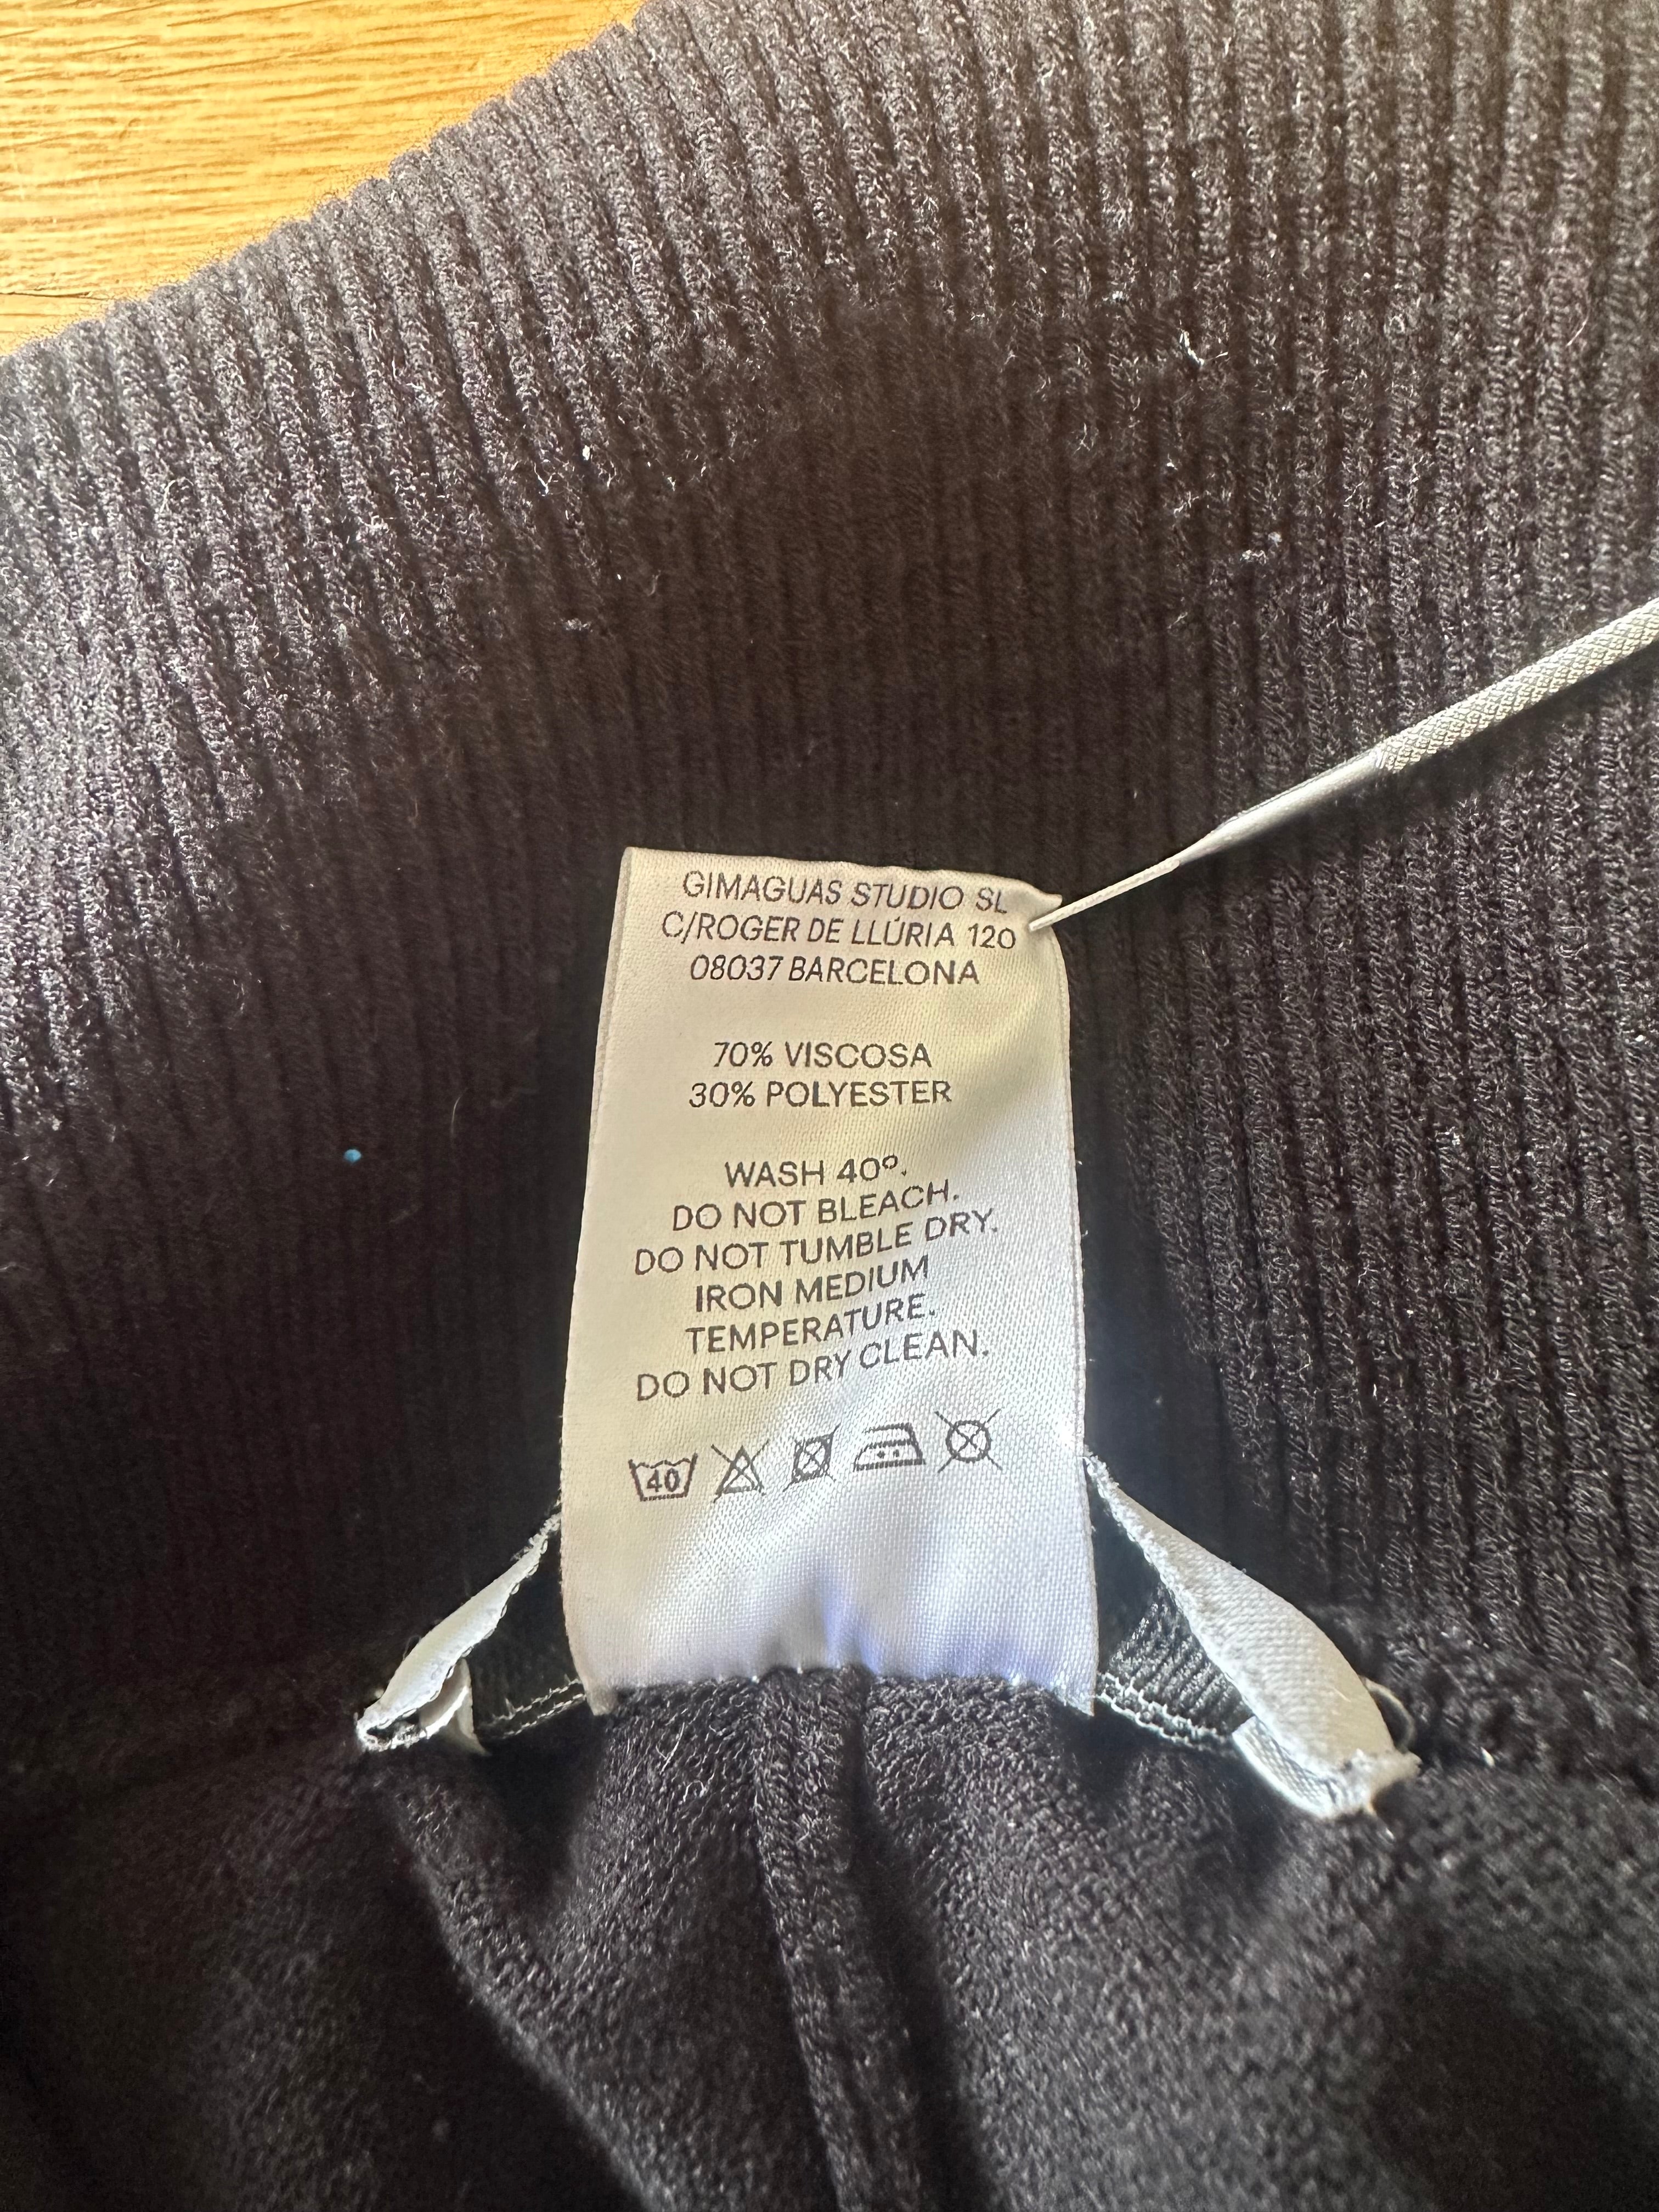 GIMAGUAS STUDIO SL
C/ROGER DE LLÚRIA 120
08037 BARCELONA
70% VISCOSA
30% POLYESTER
WASH 40º.
DO NOT BLEACH.
DO NOT TUMBLE DRY.
IRON MEDIUM
TEMPERATURE.
DO NOT DRY CLEAN.
40